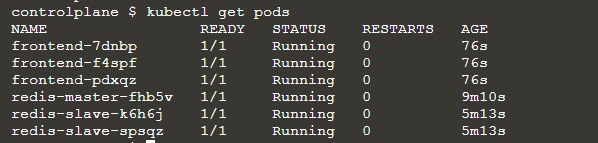 controlplane $ kubectl get pods
NAME READY STATUS RESTARTS AGE
frontend-7dnbp 1/1 Running 0 76s
frontend-f4spf 1/1 Running 0 76s
frontend-pdxqz 1/1 Running 0 76s
redis-master-fhb5v 1/1 Running 0 9m10s
redis-slave-k6h6j 1/1 Running 0 5m13s
redis-slave-spsqz 1/1 Running 0 5m13s